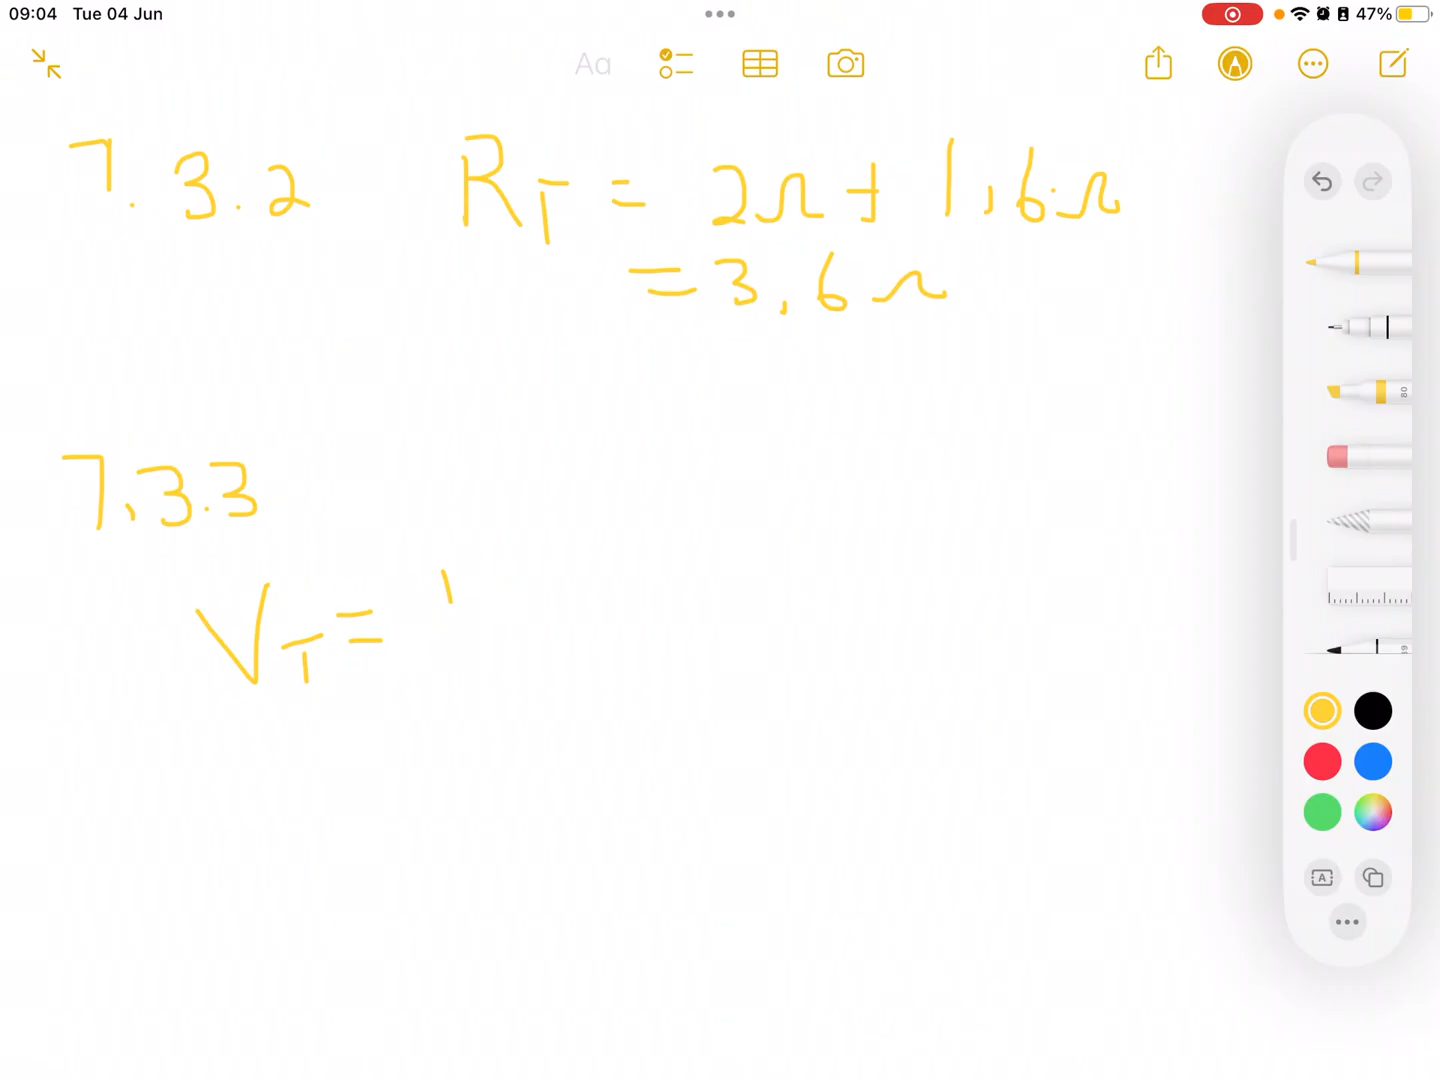 09:04 Tue 04 Jun 47%
Aa
7.3.2 R_T = 2Ω + 1,6Ω
= 3,6Ω
7.3.3
V_T =
80
A